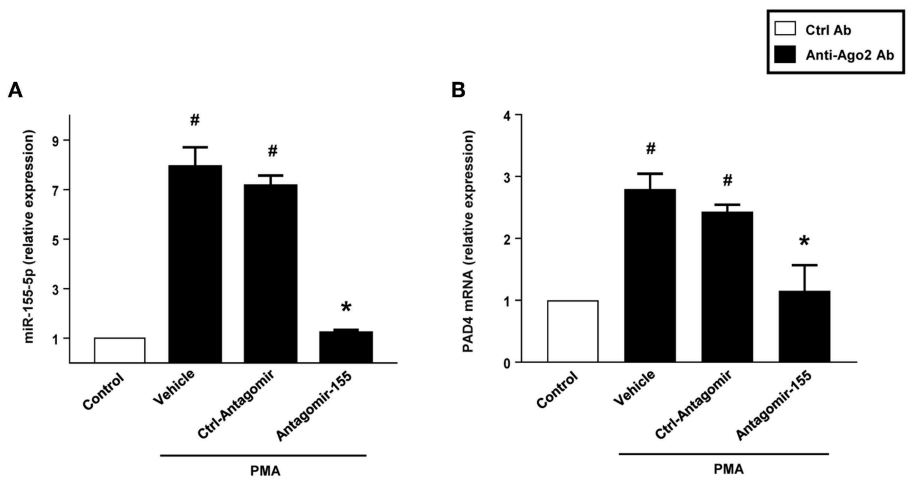 Ctrl Ab
Anti-Ago2 Ab
A
miR-155-5p (relative expression)
9
7
5
3
1
#
#
*
Control
Vehicle
Ctrl-Antagomir
Antagomir-155
PMA
B
PAD4 mRNA (relative expression)
4
3
2
1
0
#
#
*
Control
Vehicle
Ctrl-Antagomir
Antagomir-155
PMA